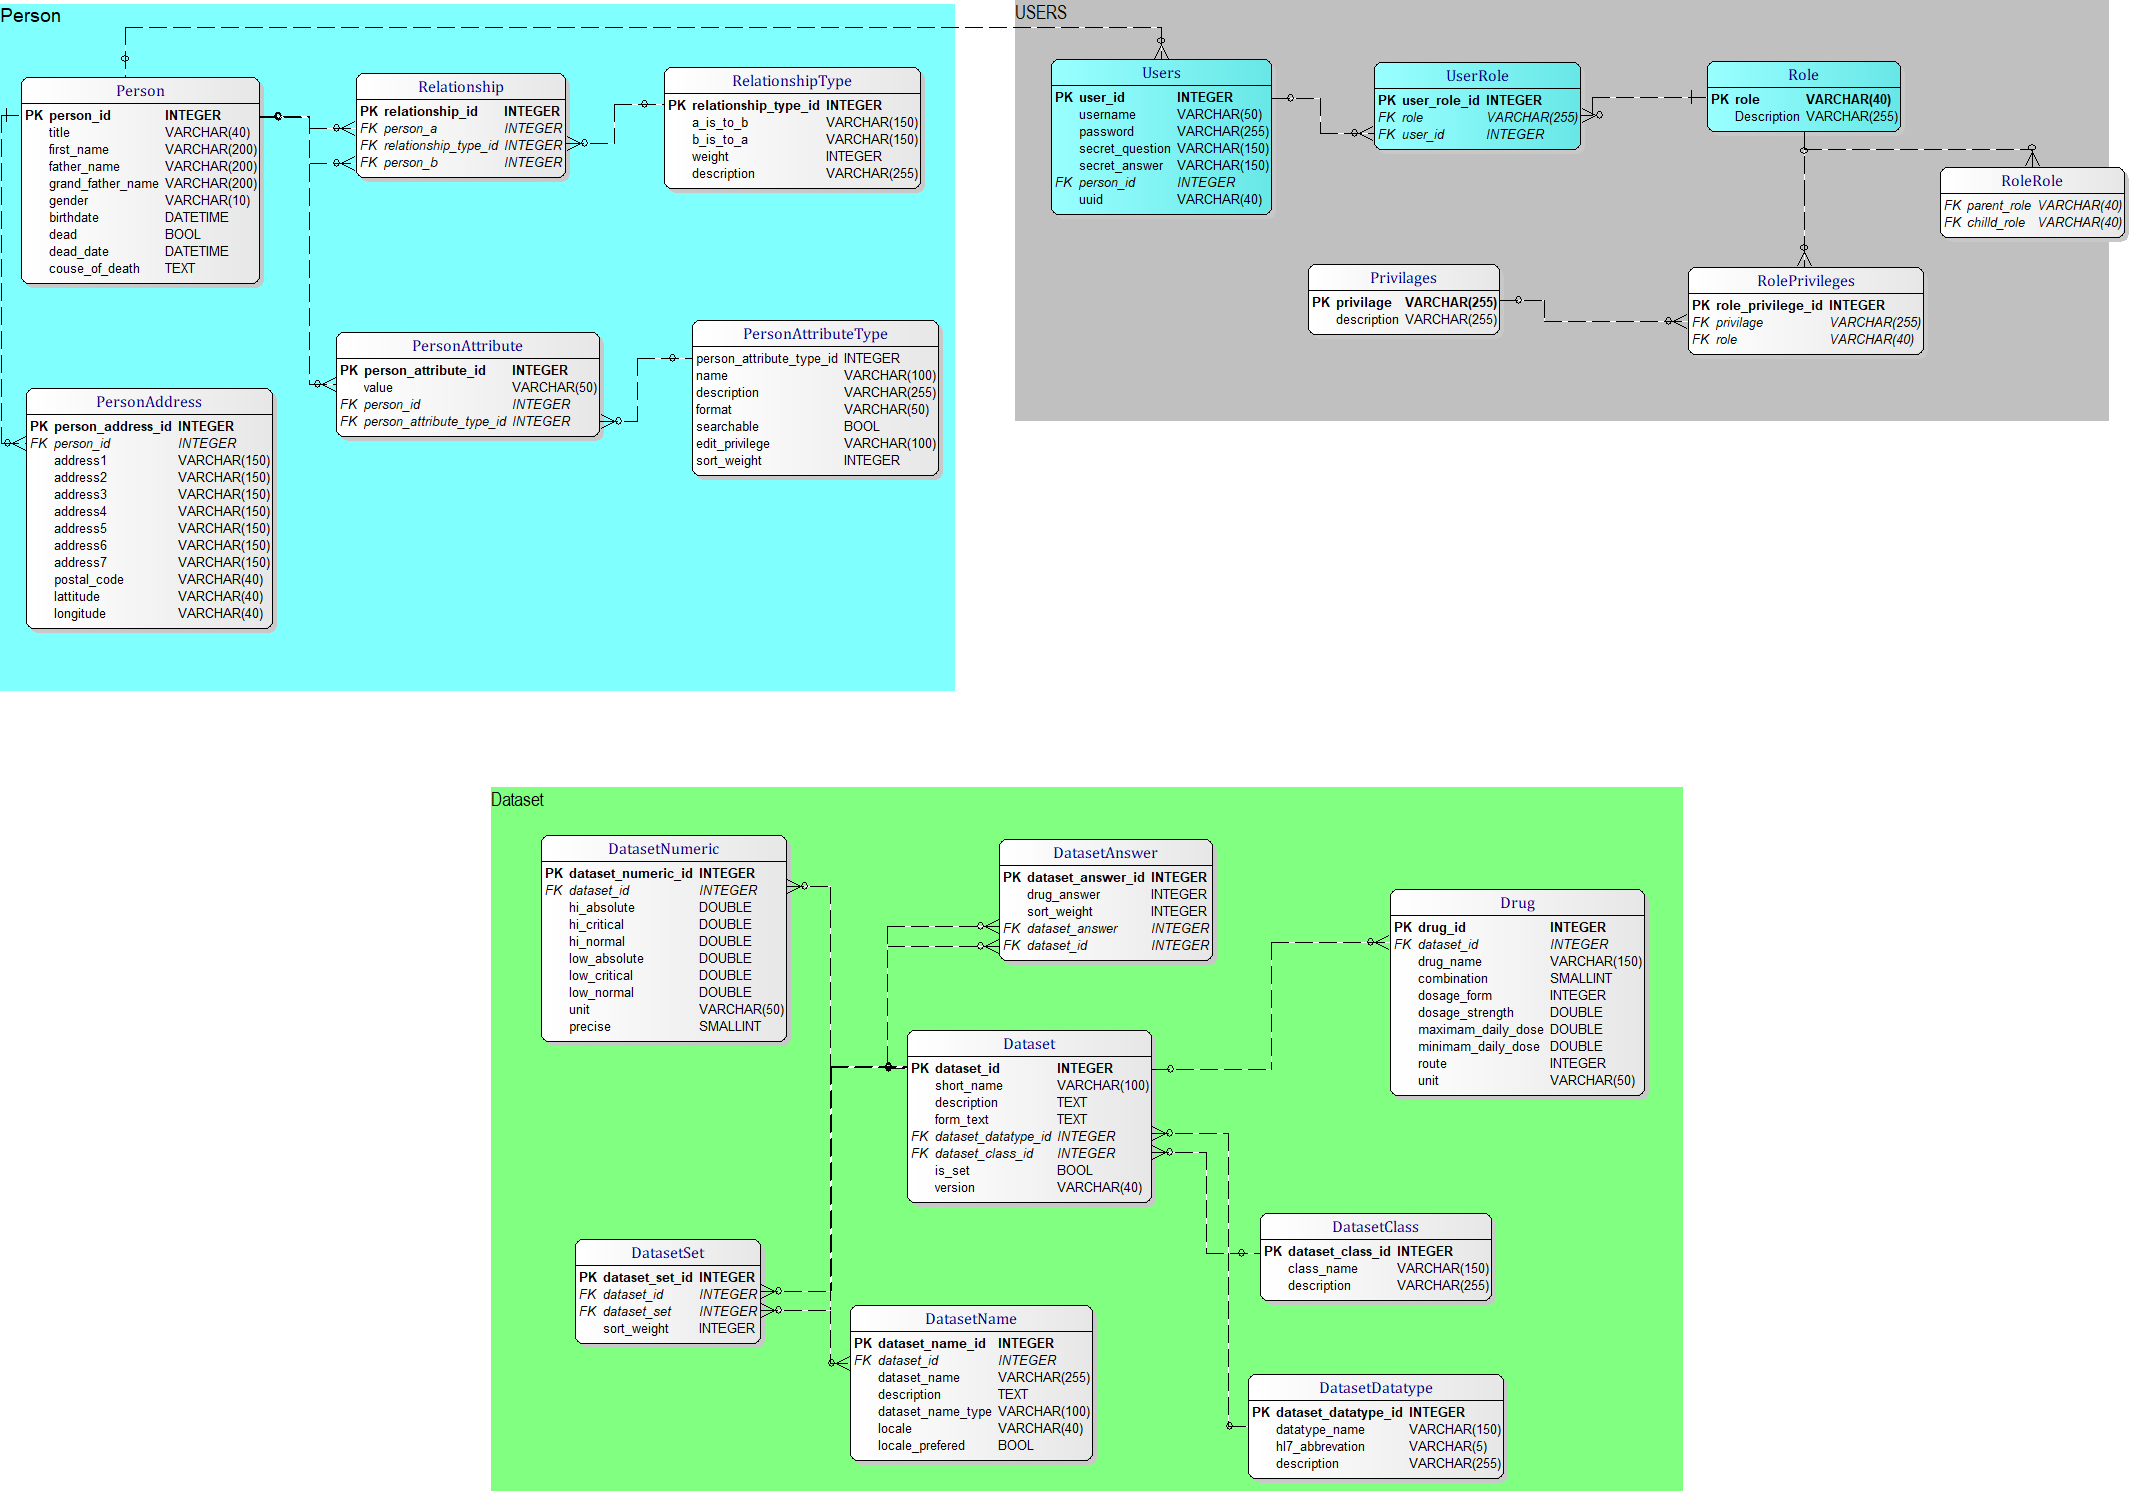 Person
USERS
Person
PK person_id INTEGER
title VARCHAR(40)
first_name VARCHAR(200)
father_name VARCHAR(200)
grand_father_name VARCHAR(200)
gender VARCHAR(10)
birthdate DATETIME
dead BOOL
dead_date DATETIME
couse_of_death TEXT
Relationship
PK relationship_id INTEGER
FK person_a INTEGER
FK relationship_type_id INTEGER
FK person_b INTEGER
RelationshipType
PK relationship_type_id INTEGER
a_is_to_b VARCHAR(150)
b_is_to_a VARCHAR(150)
weight INTEGER
description VARCHAR(255)
PersonAttribute
PK person_attribute_id INTEGER
value VARCHAR(50)
FK person_id INTEGER
FK person_attribute_type_id INTEGER
PersonAttributeType
person_attribute_type_id INTEGER
name VARCHAR(100)
description VARCHAR(255)
format VARCHAR(50)
searchable BOOL
edit_privilege VARCHAR(100)
sort_weight INTEGER
PersonAddress
PK person_address_id INTEGER
FK person_id INTEGER
address1 VARCHAR(150)
address2 VARCHAR(150)
address3 VARCHAR(150)
address4 VARCHAR(150)
address5 VARCHAR(150)
address6 VARCHAR(150)
address7 VARCHAR(150)
postal_code VARCHAR(40)
lattitude VARCHAR(40)
longitude VARCHAR(40)
Users
PK user_id INTEGER
username VARCHAR(50)
password VARCHAR(255)
secret_question VARCHAR(150)
secret_answer VARCHAR(150)
FK person_id INTEGER
uuid VARCHAR(40)
UserRole
PK user_role_id INTEGER
FK role VARCHAR(255)
FK user_id INTEGER
Role
PK role VARCHAR(40)
Description VARCHAR(255)
RoleRole
FK parent_role VARCHAR(40)
FK chilld_role VARCHAR(40)
Privilages
PK privilage VARCHAR(255)
description VARCHAR(255)
RolePrivileges
PK role_privilege_id INTEGER
FK privilage VARCHAR(255)
FK role VARCHAR(40)
Dataset
DatasetNumeric
PK dataset_numeric_id INTEGER
FK dataset_id INTEGER
hi_absolute DOUBLE
hi_critical DOUBLE
hi_normal DOUBLE
low_absolute DOUBLE
low_critical DOUBLE
low_normal DOUBLE
unit VARCHAR(50)
precise SMALLINT
DatasetAnswer
PK dataset_answer_id INTEGER
drug_answer INTEGER
sort_weight INTEGER
FK dataset_answer INTEGER
FK dataset_id INTEGER
Drug
PK drug_id INTEGER
FK dataset_id INTEGER
drug_name VARCHAR(150)
combination SMALLINT
dosage_form INTEGER
dosage_strength DOUBLE
maximam_daily_dose DOUBLE
minimam_daily_dose DOUBLE
route INTEGER
unit VARCHAR(50)
Dataset
PK dataset_id INTEGER
short_name VARCHAR(100)
description TEXT
form_text TEXT
FK dataset_datatype_id INTEGER
FK dataset_class_id INTEGER
is_set BOOL
version VARCHAR(40)
DatasetClass
PK dataset_class_id INTEGER
class_name VARCHAR(150)
description VARCHAR(255)
DatasetSet
PK dataset_set_id INTEGER
FK dataset_id INTEGER
FK dataset_set INTEGER
sort_weight INTEGER
DatasetName
PK dataset_name_id INTEGER
FK dataset_id INTEGER
dataset_name VARCHAR(255)
description TEXT
dataset_name_type VARCHAR(100)
locale VARCHAR(40)
locale_prefered BOOL
DatasetDatatype
PK dataset_datatype_id INTEGER
datatype_name VARCHAR(150)
hl7_abbrevation VARCHAR(5)
description VARCHAR(255)